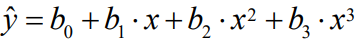 ŷ = b₀ + b₁ · x + b₂ · x² + b₃ · x³